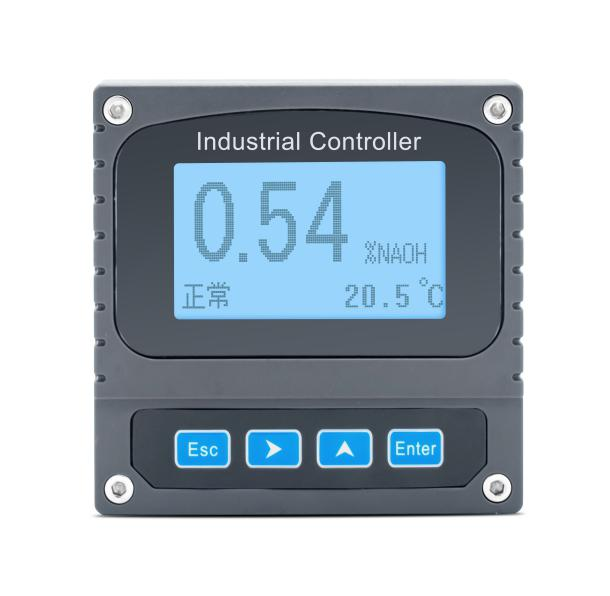 Industrial Controller
0.54 %NAOH
正常 20.5℃
Esc Enter